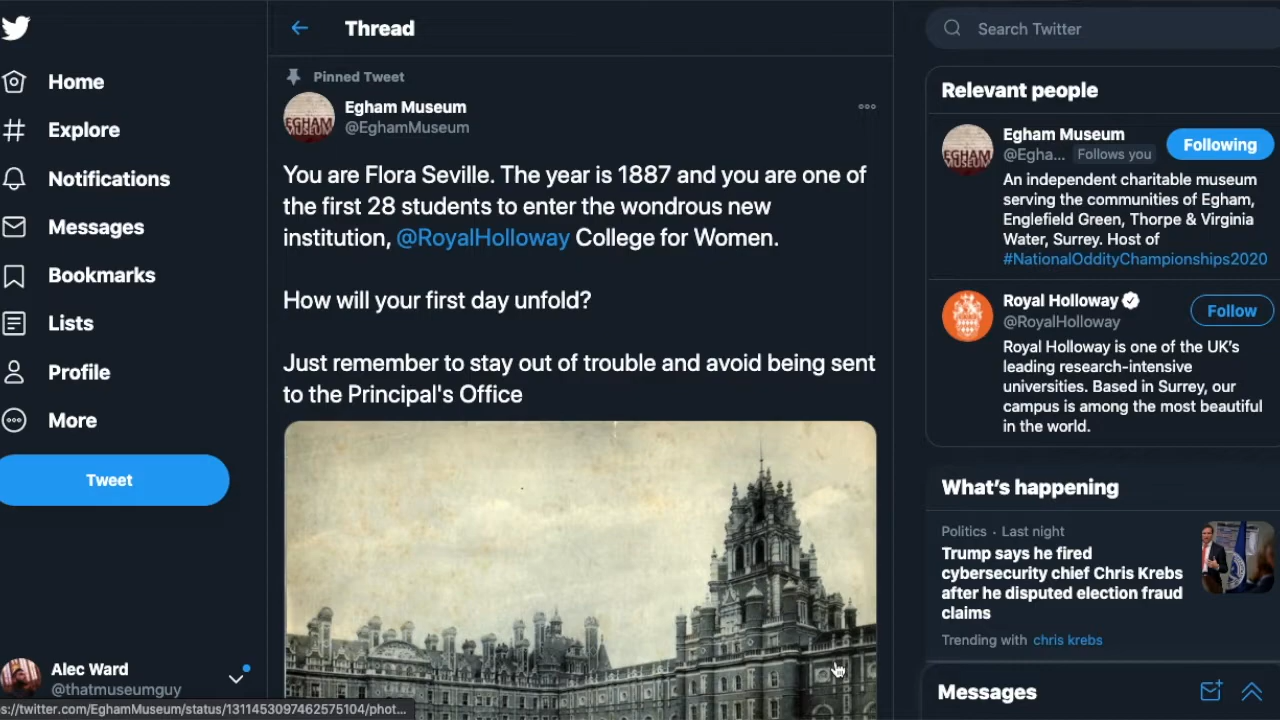 Home
Explore
Notifications
Messages
Bookmarks
Lists
Profile
More
Tweet
Alec Ward
@thatmuseumguy
s://twitter.com/EghamMuseum/status/1311453097462575104/phot...
Thread
Pinned Tweet
Egham Museum
@EghamMuseum
You are Flora Seville. The year is 1887 and you are one of
the first 28 students to enter the wondrous new
institution, @RoyalHolloway College for Women.
How will your first day unfold?
Just remember to stay out of trouble and avoid being sent
to the Principal's Office
Search Twitter
Relevant people
EGHAM
MUSEUM
Egham Museum
@Egha... Follows you
Following
An independent charitable museum
serving the communities of Egham,
Englefield Green, Thorpe & Virginia
Water, Surrey. Host of
#NationalOddityChampionships2020
Royal Holloway
@RoyalHolloway
Follow
Royal Holloway is one of the UK's
leading research-intensive
universities. Based in Surrey, our
campus is among the most beautiful
in the world.
What's happening
Politics · Last night
Trump says he fired
cybersecurity chief Chris Krebs
after he disputed election fraud
claims
Trending with chris krebs
Messages